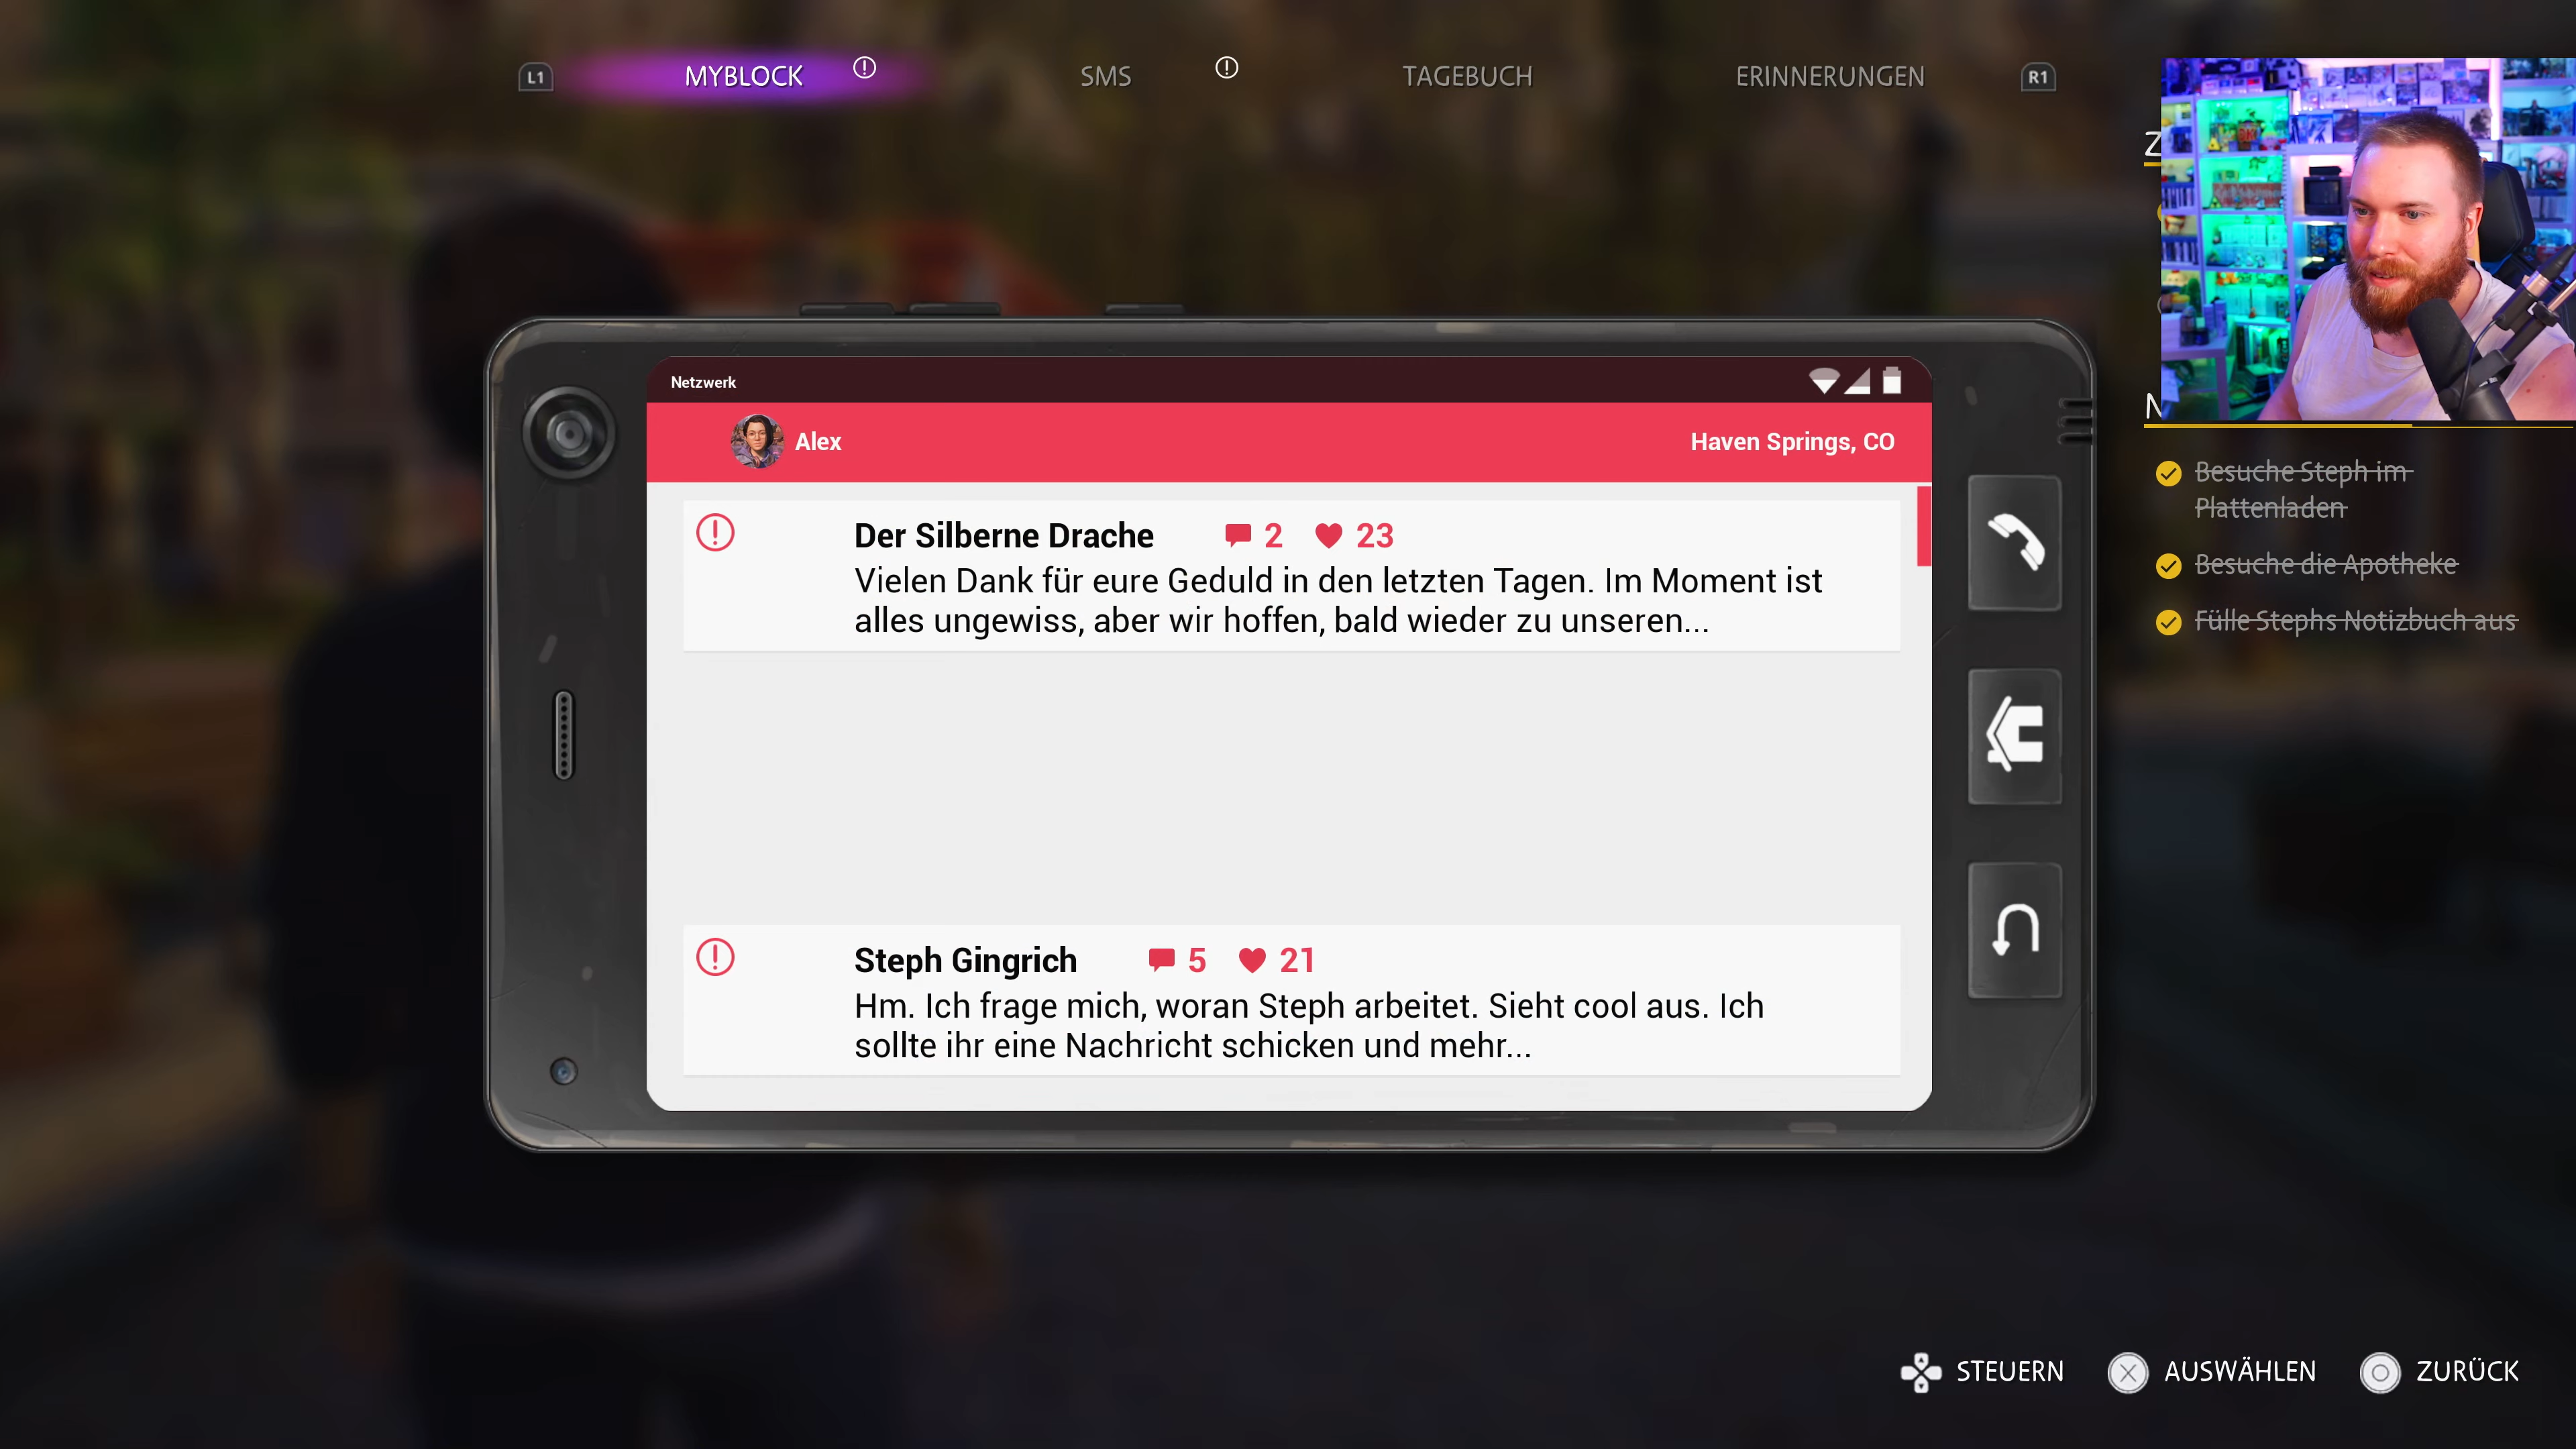 L1 MYBLOCK SMS TAGEBUCH ERINNERUNGEN R1
Netzwerk
Alex Haven Springs, CO
Der Silberne Drache 2 23
Vielen Dank für eure Geduld in den letzten Tagen. Im Moment ist
alles ungewiss, aber wir hoffen, bald wieder zu unseren...
Steph Gingrich 5 21
Hm. Ich frage mich, woran Steph arbeitet. Sieht cool aus. Ich
sollte ihr eine Nachricht schicken und mehr...
Besuche Steph im
Plattenladen
Besuche die Apotheke
Fülle Stephs Notizbuch aus
STEUERN AUSWÄHLEN ZURÜCK